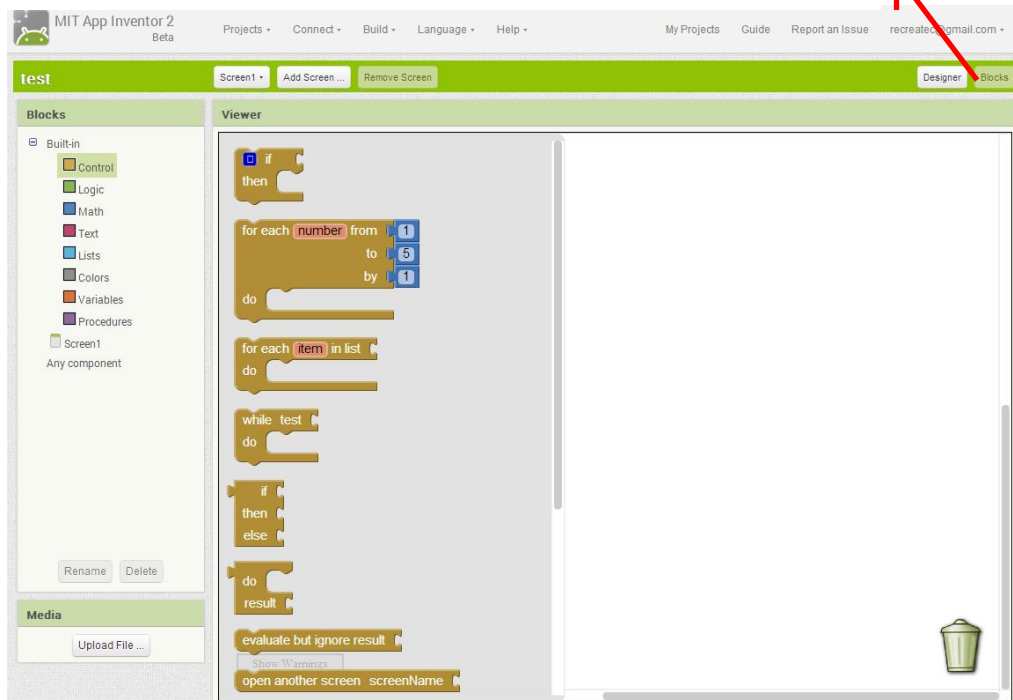 MIT App Inventor 2
Beta
Projects Connect Build Language Help My Projects Guide Report an Issue recreatec@gmail.com
test Screen1 Add Screen ... Remove Screen Designer Blocks
Blocks
Built-in
Control
Logic
Math
Text
Lists
Colors
Variables
Procedures
Screen1
Any component
Rename Delete
Media
Upload File ...
Viewer
if
then
for each number from 1
to 5
by 1
do
for each item in list
do
while test
do
if
then
else
do
result
evaluate but ignore result
Show Warnings
open another screen screenName